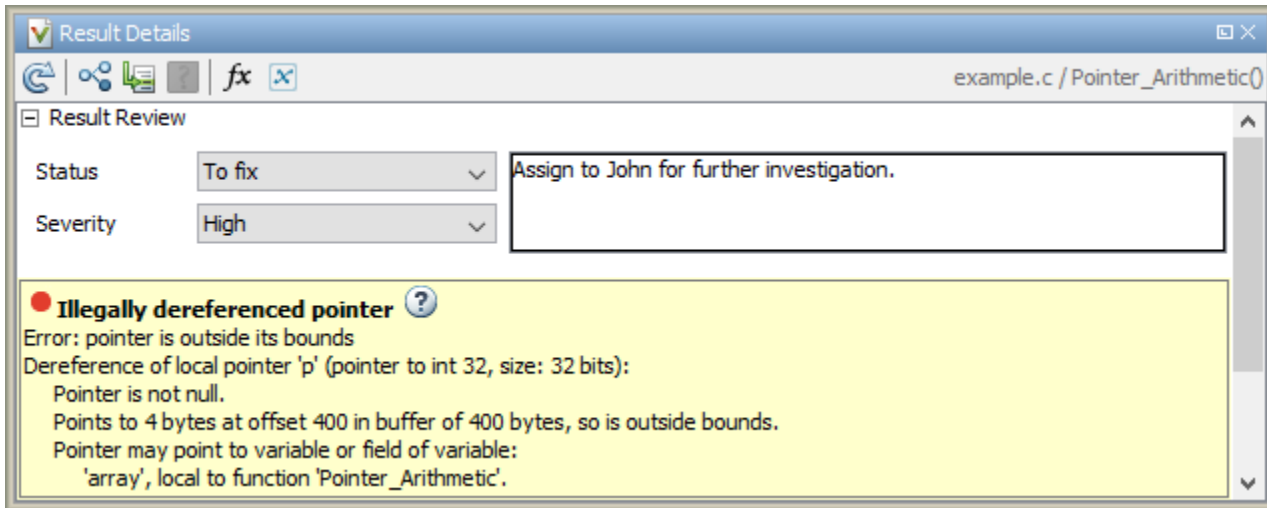 Result Details
fx x example.c / Pointer_Arithmetic()
Result Review
Status To fix Assign to John for further investigation.
Severity High
Illegally dereferenced pointer ?
Error: pointer is outside its bounds
Dereference of local pointer 'p' (pointer to int 32, size: 32 bits):
Pointer is not null.
Points to 4 bytes at offset 400 in buffer of 400 bytes, so is outside bounds.
Pointer may point to variable or field of variable:
'array', local to function 'Pointer_Arithmetic'.